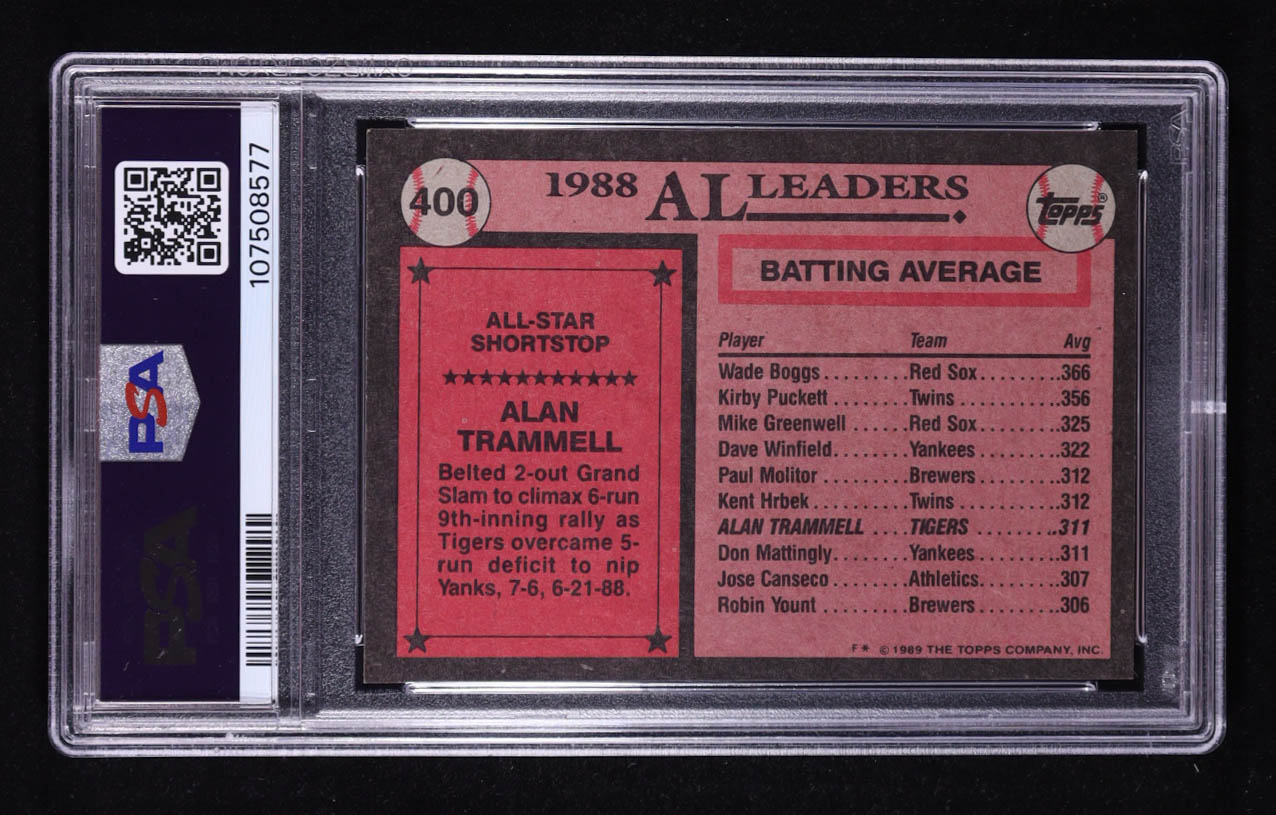 107508577
PSA
PSA
400
1988 AL LEADERS
TOPPS®
ALL-STAR
SHORTSTOP
ALAN
TRAMMELL
Belted 2-out Grand
Slam to climax 6-run
9th-inning rally as
Tigers overcame 5-
run deficit to nip
Yanks, 7-6, 6-21-88.
BATTING AVERAGE
Player Team Avg
Wade Boggs.........Red Sox.........366
Kirby Puckett ........Twins...........356
Mike Greenwell ......Red Sox.........325
Dave Winfield........Yankees.........322
Paul Molitor .........Brewers.........312
Kent Hrbek ..........Twins...........312
ALAN TRAMMELL .....TIGERS .........311
Don Mattingly........Yankees.........311
Jose Canseco ........Athletics........307
Robin Yount .........Brewers.........306
F* © 1989 THE TOPPS COMPANY, INC.